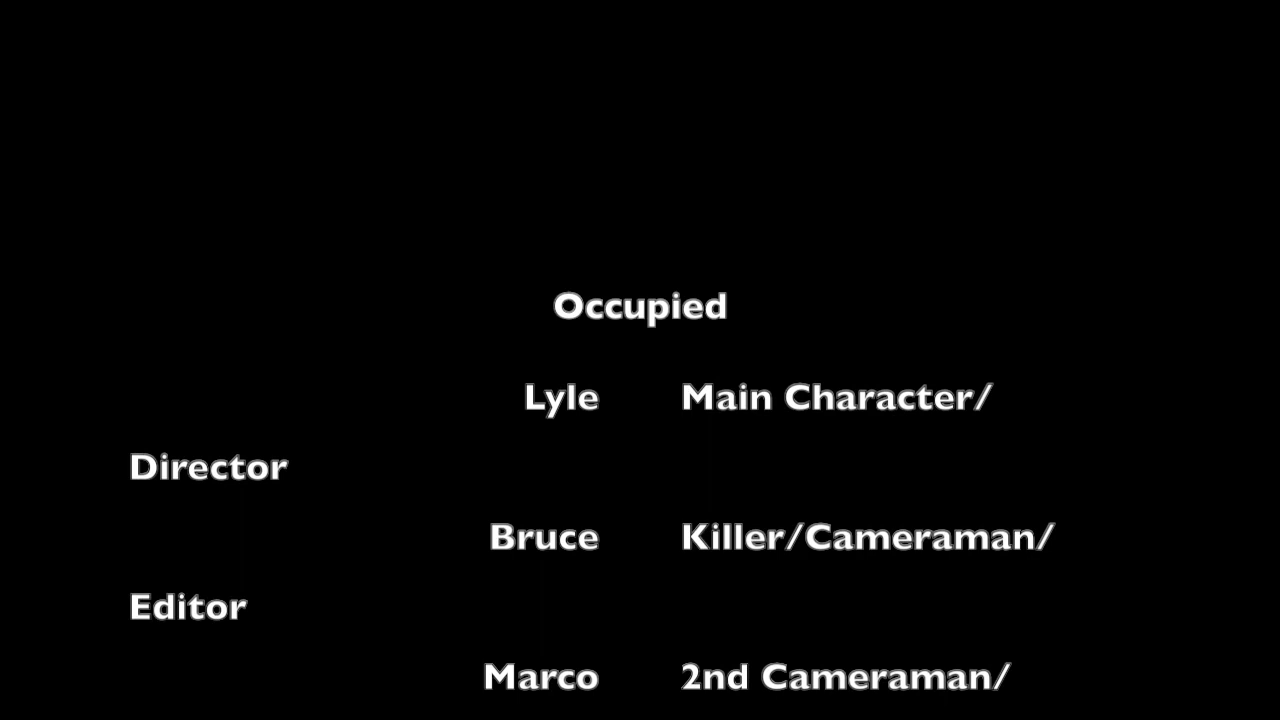 Occupied
Lyle Main Character/
Director
Bruce Killer/Cameraman/
Editor
Marco 2nd Cameraman/